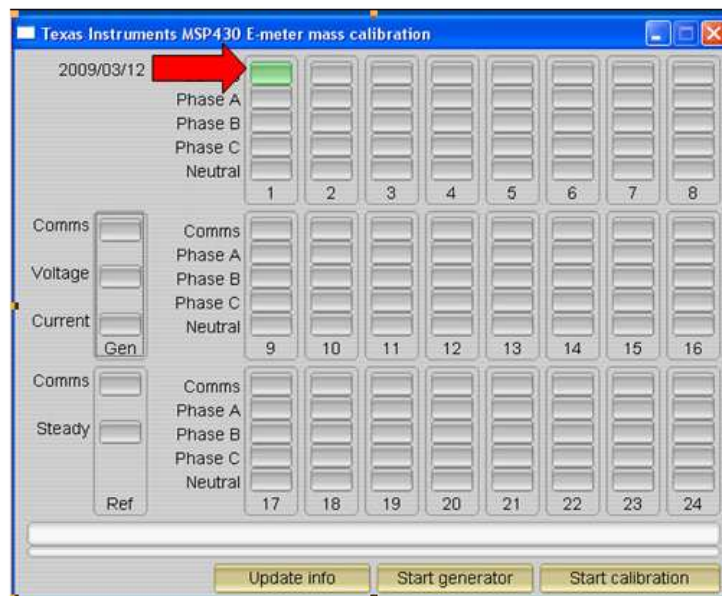 Texas Instruments MSP430 E-meter mass calibration
2009/03/12
Phase A
Phase B
Phase C
Neutral
1 2 3 4 5 6 7 8
Comms
Voltage
Current
Gen
Comms
Phase A
Phase B
Phase C
Neutral
9 10 11 12 13 14 15 16
Comms
Steady
Ref
Comms
Phase A
Phase B
Phase C
Neutral
17 18 19 20 21 22 23 24
Update info Start generator Start calibration